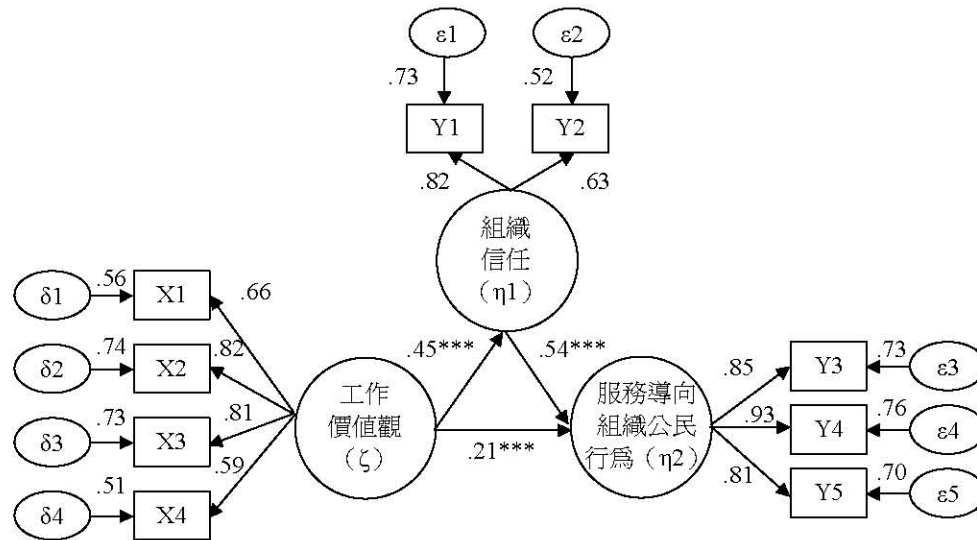 ε1
ε2
.73
.52
Y1
Y2
.82
.63
組織
信任
(η1)
δ1
.56
X1
.66
δ2
.74
X2
.82
δ3
.73
X3
.81
δ4
.51
X4
.59
工作
價值觀
(ζ)
.45***
.54***
.21***
服務導向
組織公民
行為(η2)
.85
Y3
.73
ε3
.93
Y4
.76
ε4
.81
Y5
.70
ε5